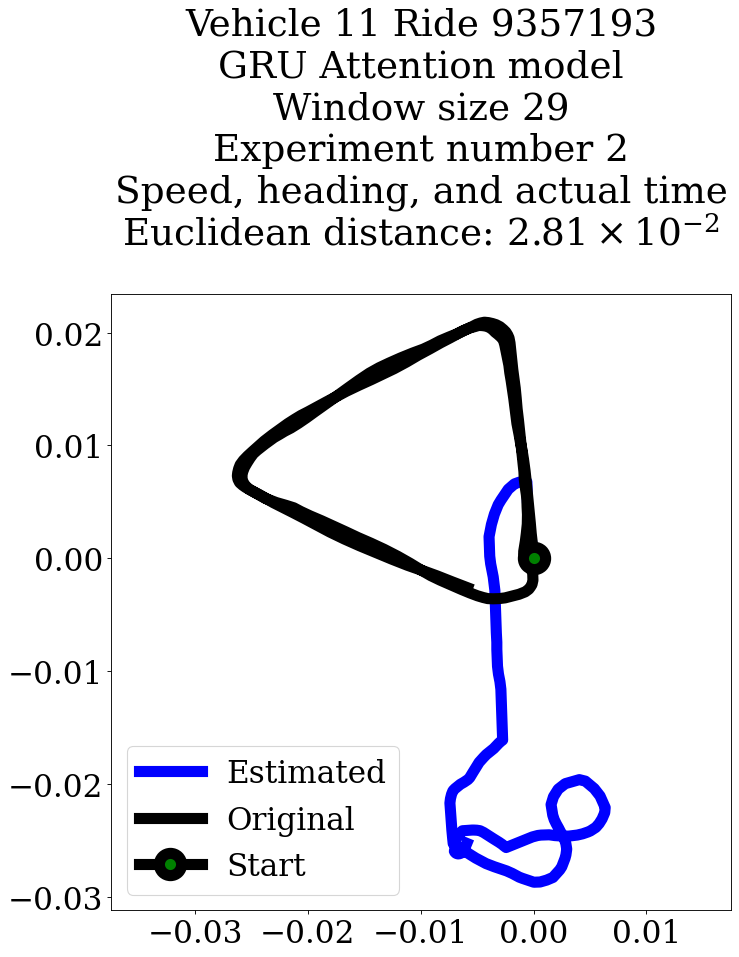 Vehicle 11 Ride 9357193
GRU Attention model
Window size 29
Experiment number 2
Speed, heading, and actual time
Euclidean distance: 2.81 × 10⁻²
0.02
0.01
0.00
−0.01
−0.02
−0.03
Estimated
Original
Start
−0.03 −0.02 −0.01 0.00 0.01